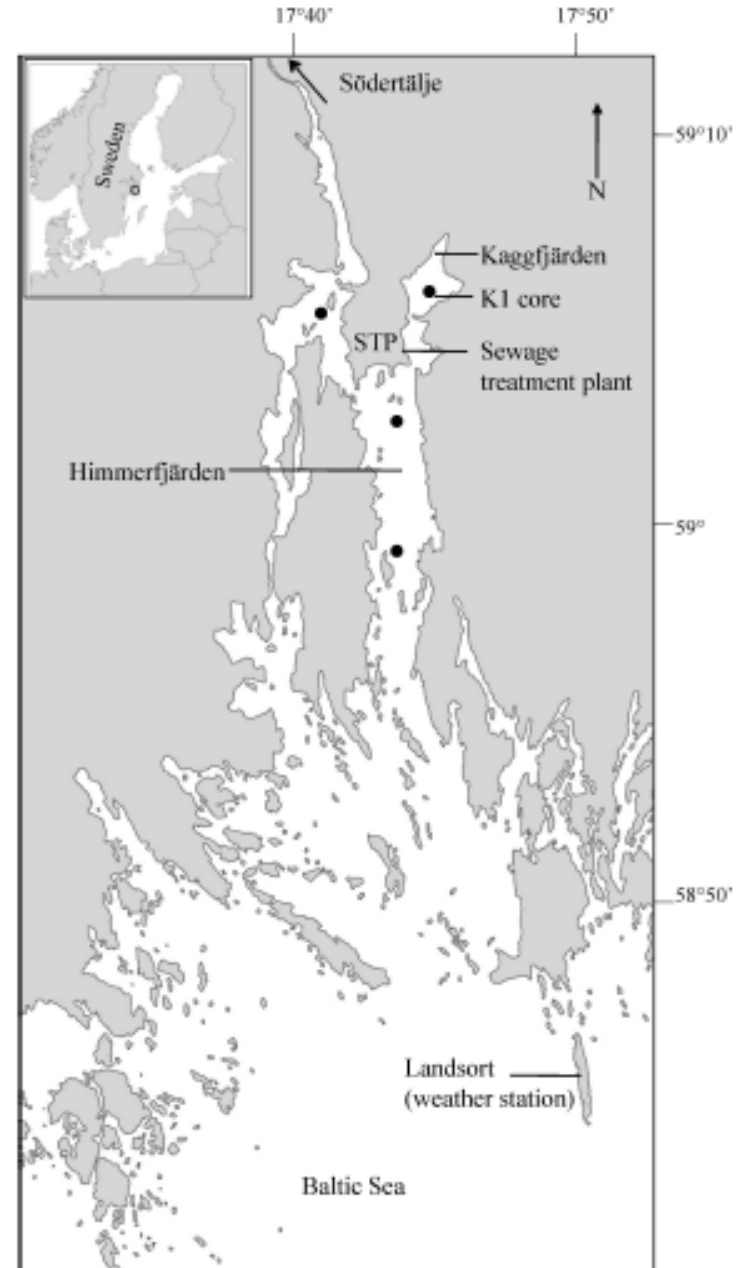 17°40′
17°50′
Södertälje
59°10′
Sweden
N
Kaggfjärden
K1 core
STP
Sewage
treatment plant
Himmerfjärden
59°
58°50′
Landsort
(weather station)
Baltic Sea